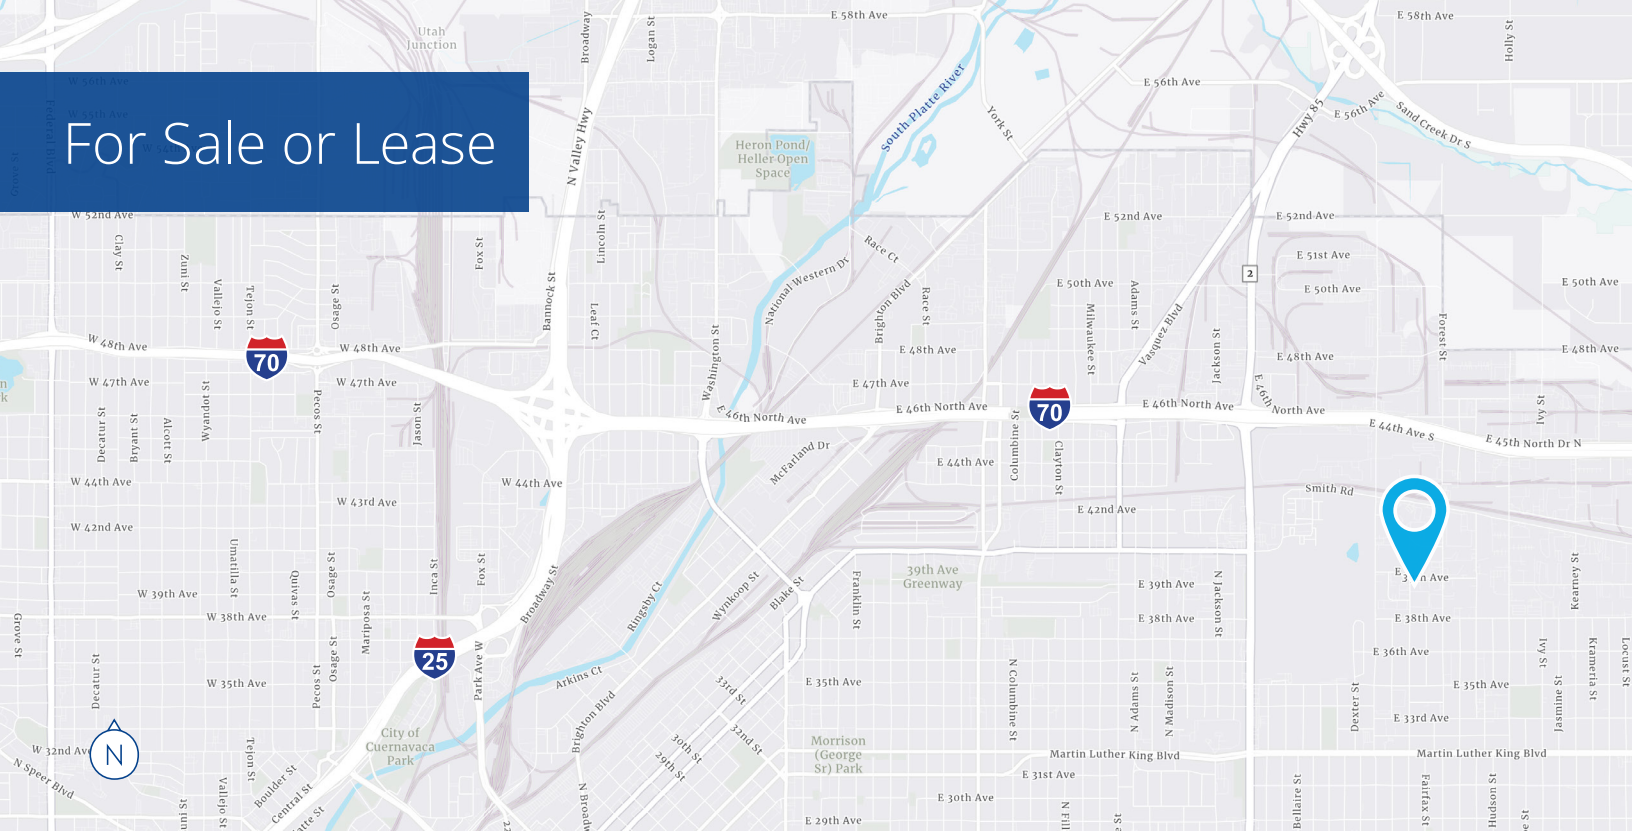 E 58th Ave
E 58th Ave
Utah
Junction
Broadway
Logan St
Holly St
W 56th Ave
E 56th Ave
Federal Blvd
W 55th Ave
South Platte River
York St
Hwy 85
E 56th Ave
Sand Creek Dr S
For Sale or Lease
N Valley Hwy
Heron Pond/
Heller Open
Space
Grove St
W 52nd Ave
E 52nd Ave
E 52nd Ave
Clay St
Zuni St
Fox St
Lincoln St
Race Ct
E 51st Ave
National Western Dr
2
Vallejo St
Tejon St
Osage St
Bannock St
Leaf Ct
Brighton Blvd
Race St
E 50th Ave
Adams St
E 50th Ave
E 50th Ave
W 48th Ave
70
W 48th Ave
Washington St
E 48th Ave
Milwaukee St
Vasquez Blvd
Jackson St
E 48th Ave
Forest St
E 48th Ave
n
k
W 47th Ave
W 47th Ave
E 47th Ave
Wyandot St
Pecos St
Jason St
E 46th North Ave
E 46th North Ave
70
E 46th North Ave
E 46th
North Ave
Ivy St
Decatur St
Bryant St
Alcott St
E 44th Ave S
E 45th North Dr N
McFarland Dr
Columbine St
Clayton St
W 44th Ave
W 44th Ave
E 44th Ave
Smith Rd
W 43rd Ave
E 42nd Ave
W 42nd Ave
Umatilla St
Quivas St
Osage St
Inca St
Fox St
39th Ave
Greenway
E 39th Ave
N Jackson St
Kearney St
W 39th Ave
Mariposa St
Broadway St
Ringsby Ct
Wynkoop St
Blake St
Franklin St
Grove St
W 38th Ave
E 38th Ave
E 38th Ave
25
Osage St
Park Ave W
E 36th Ave
Ivy St
Krameria St
Locust St
Decatur St
W 35th Ave
Pecos St
Arkins Ct
33rd St
E 35th Ave
N Columbine St
N Adams St
N Madison St
Dexter St
E 35th Ave
Jasmine St
Brighton Blvd
E 33rd Ave
N
W 32nd Ave
Tejon St
City of
Cuernavaca
Park
30th St
32nd St
29th St
Morrison
(George
Sr) Park
Martin Luther King Blvd
Martin Luther King Blvd
N Speer Blvd
Boulder St
Central St
E 31st Ave
Vallejo St
E 30th Ave
Bellaire St
Fairfax St
Hudson St
E 29th Ave